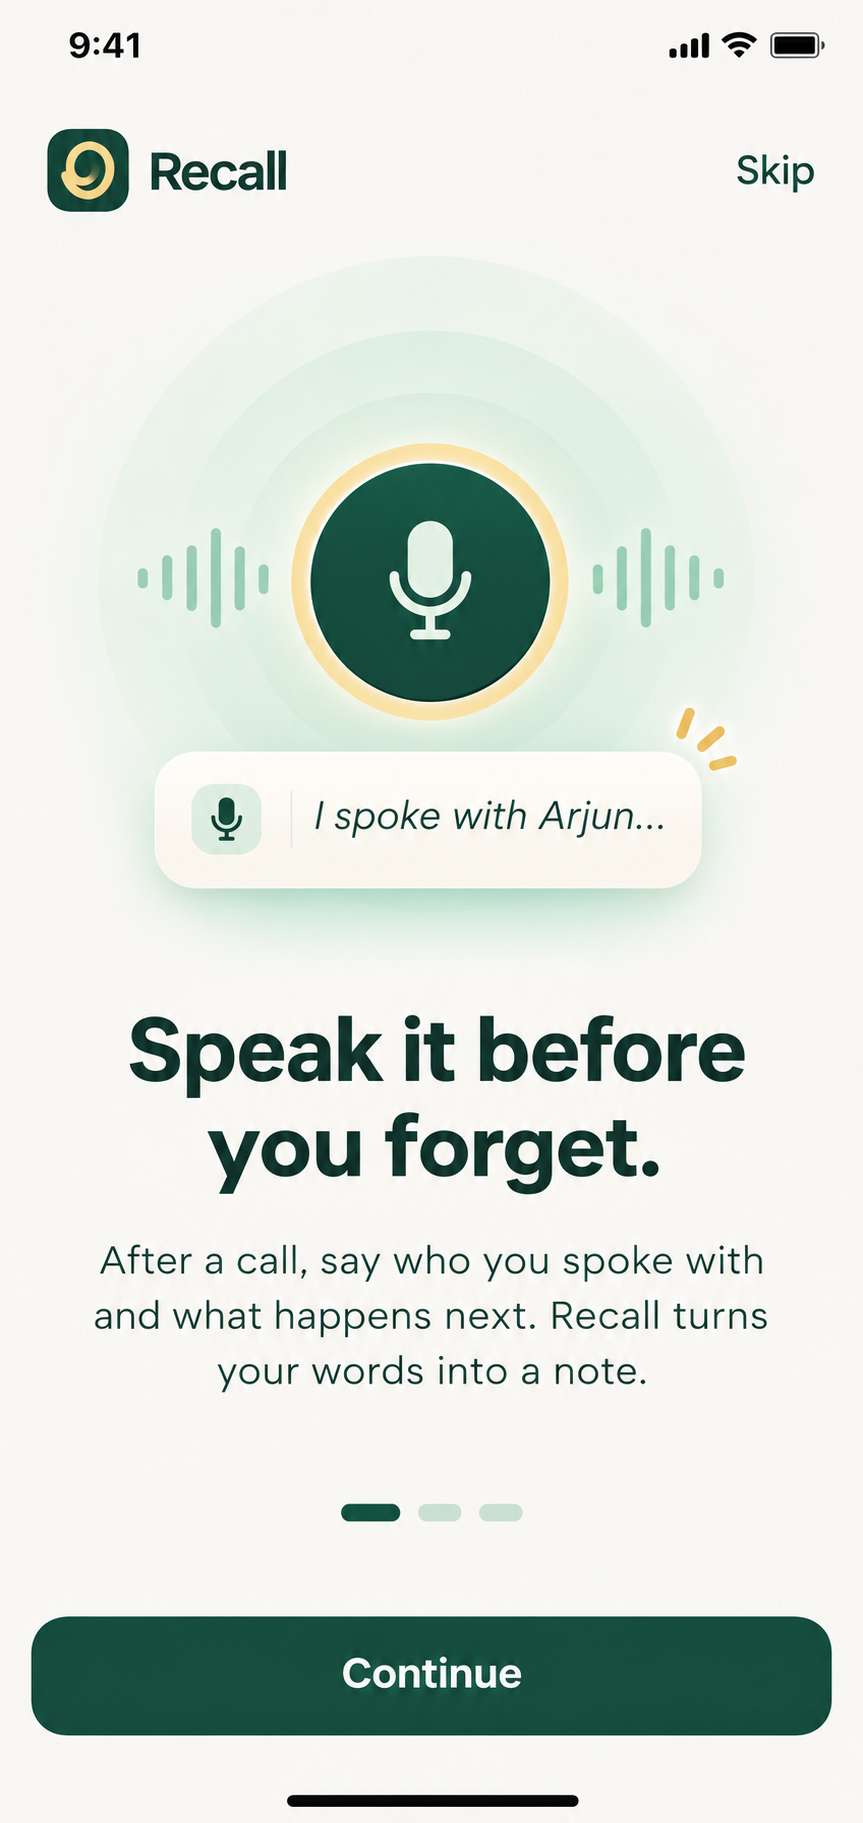 9:41
Recall
Skip
I spoke with Arjun...
Speak it before
you forget.
After a call, say who you spoke with
and what happens next. Recall turns
your words into a note.
Continue